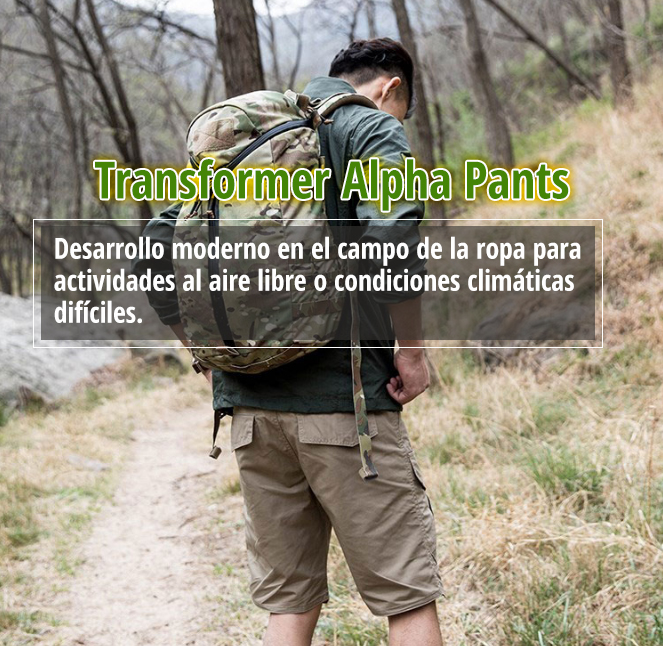 Transformer Alpha Pants
Desarrollo moderno en el campo de la ropa para
actividades al aire libre o condiciones climáticas
difíciles.